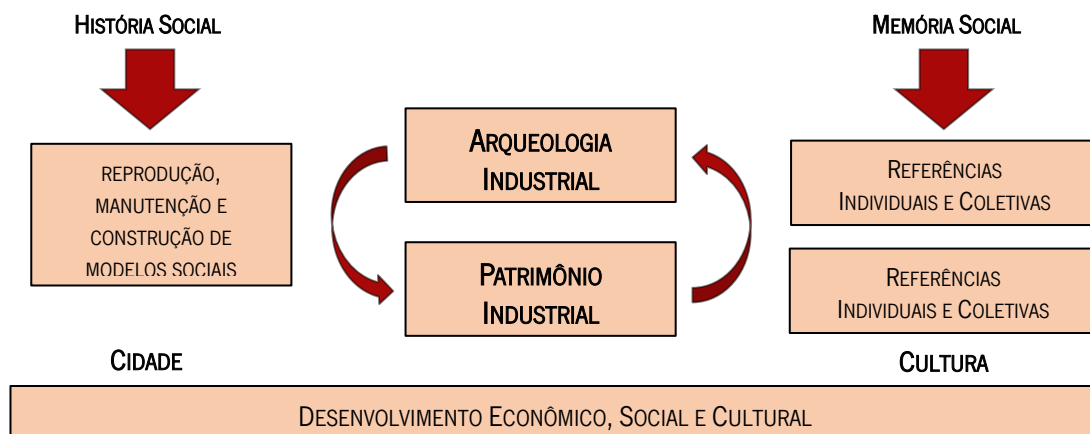 HISTÓRIA SOCIAL
MEMÓRIA SOCIAL
REPRODUÇÃO,
MANUTENÇÃO E
CONSTRUÇÃO DE
MODELOS SOCIAIS
ARQUEOLOGIA
INDUSTRIAL
PATRIMÔNIO
INDUSTRIAL
REFERÊNCIAS
INDIVIDUAIS E COLETIVAS
REFERÊNCIAS
INDIVIDUAIS E COLETIVAS
CIDADE
CULTURA
DESENVOLVIMENTO ECONÔMICO, SOCIAL E CULTURAL